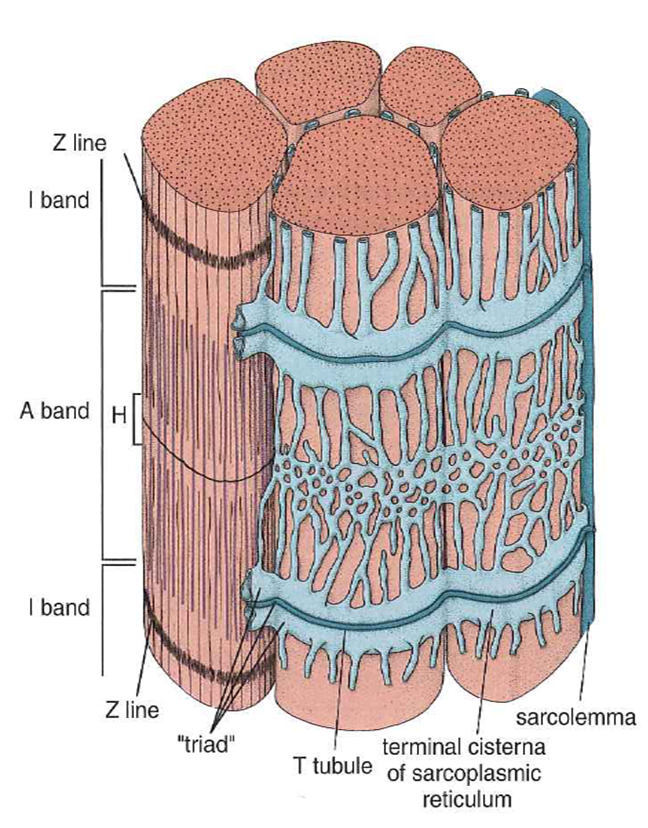 Z line
I band
A band
H
I band
Z line
"triad"
T tubule
terminal cisterna
of sarcoplasmic
reticulum
sarcolemma